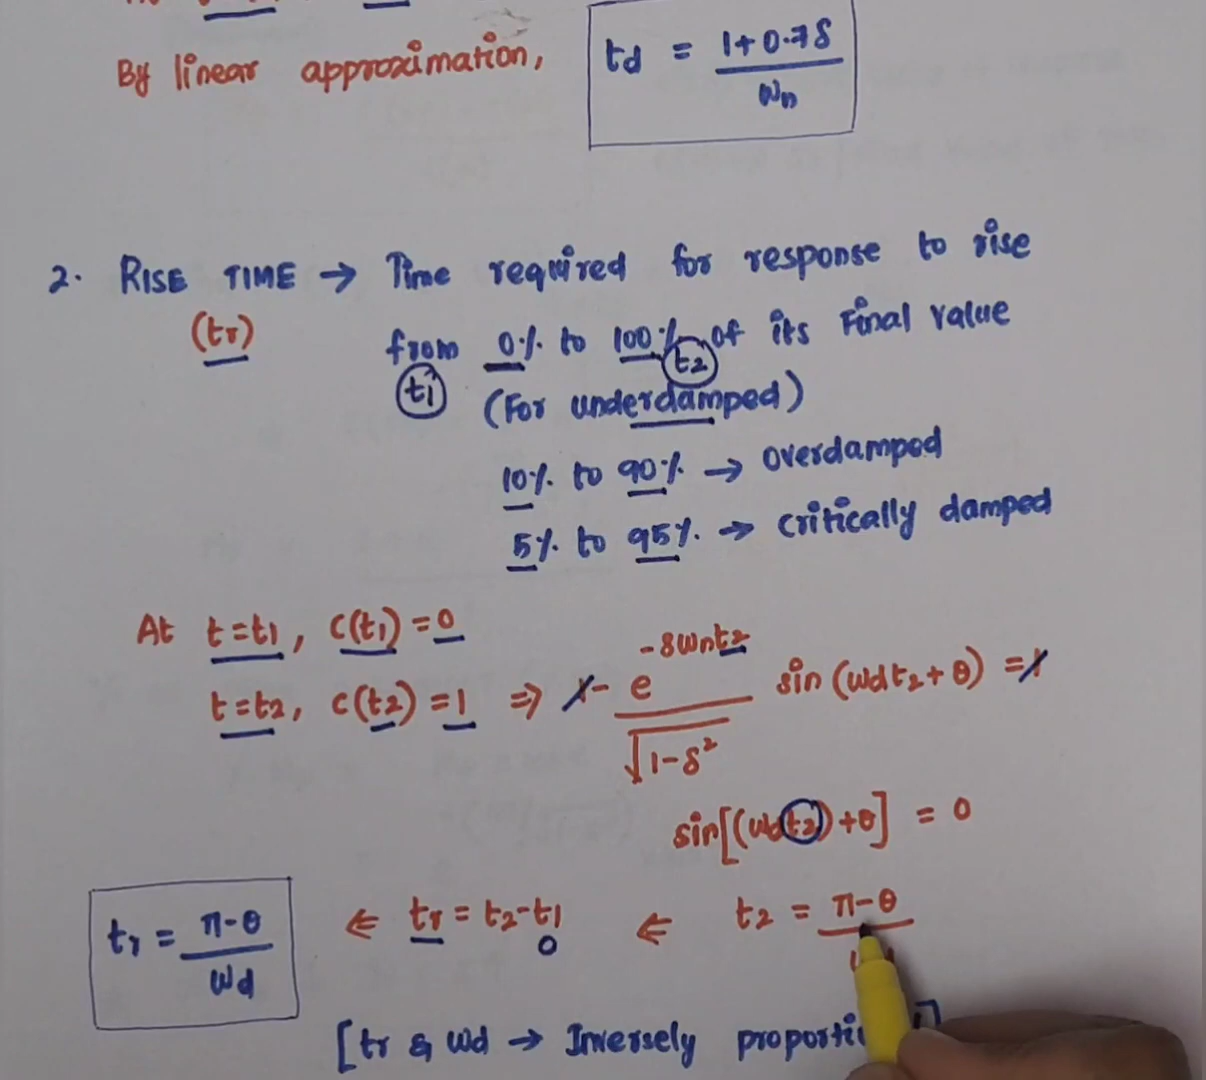 By linear approximation, td = 1+0.7δ / ωn
2. RISE TIME → Time required for response to rise
(tr) from 0% to 100% of its Final value
t1 t2
(For underdamped)
10% to 90% → overdamped
5% to 95% → critically damped
At t=t1, c(t1) = 0
t=t2, c(t2) = 1 ⇒ 1 - e^-δωnt2 / √1-δ² sin (ωdt2 + θ) = 1
sin[(ωdt2) + θ] = 0
tr = π-θ / ωd ⇐ tr = t2-t1 ⇐ t2 = π-θ
0
[tr & ωd → Inversely